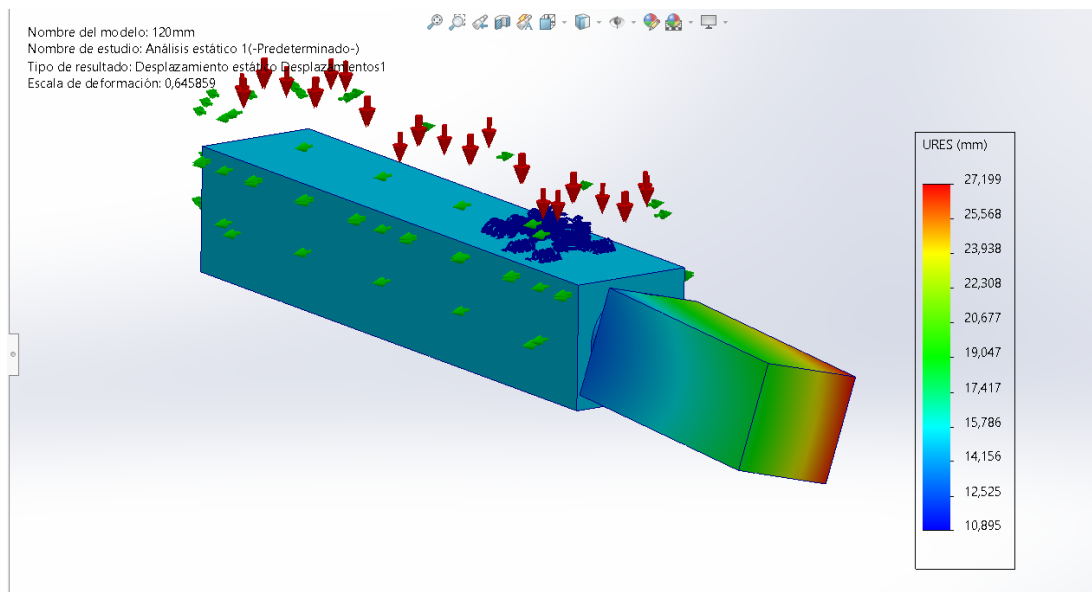 Nombre del modelo: 120mm
Nombre de estudio: Análisis estático 1(-Predeterminado-)
Tipo de resultado: Desplazamiento estático Desplazamientos1
Escala de deformación: 0,645859
URES (mm)
27,199
25,568
23,938
22,308
20,677
19,047
17,417
15,786
14,156
12,525
10,895